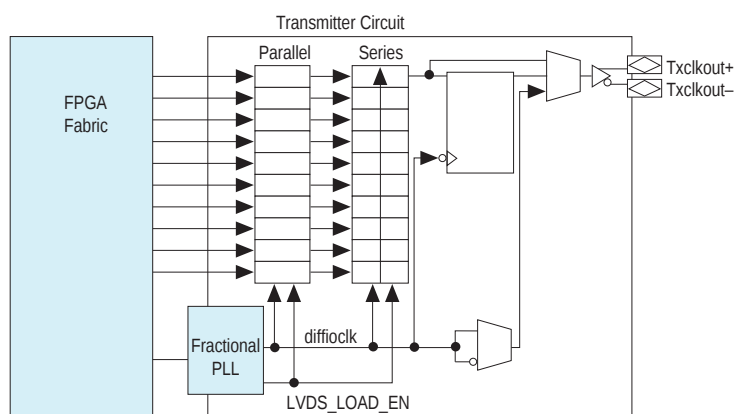 Transmitter Circuit
Parallel
Series
Txclkout+
Txclkout–
FPGA
Fabric
Fractional
PLL
diffioclk
LVDS_LOAD_EN